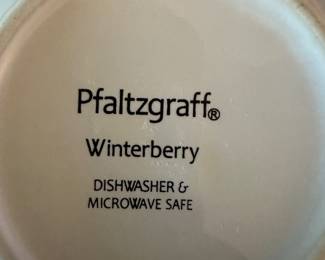 Pfaltzgraff®
Winterberry
DISHWASHER &
MICROWAVE SAFE